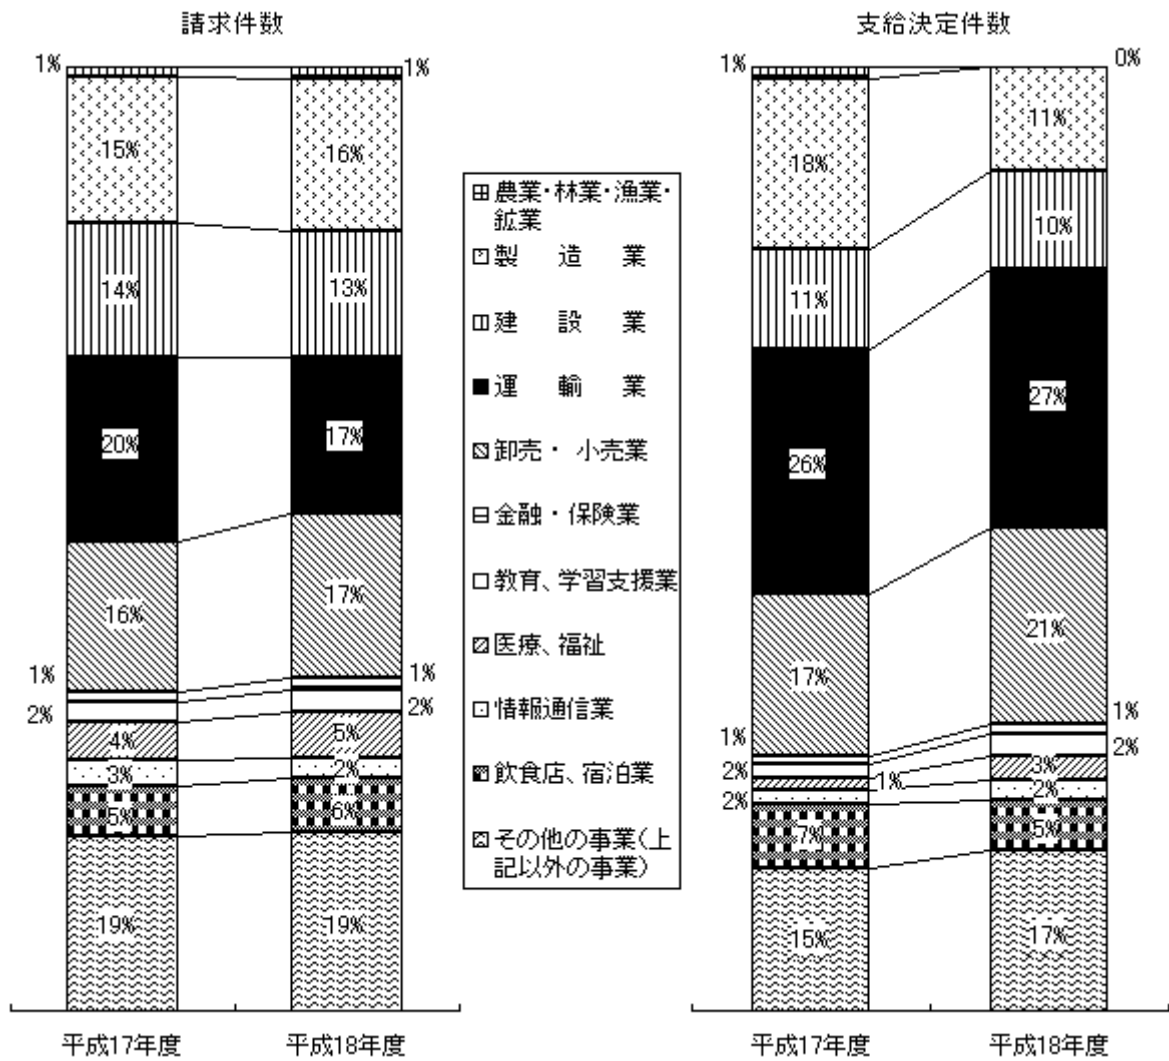 請求件数
1%
1%
15%
16%
14%
13%
20%
17%
16%
17%
1%
1%
2%
2%
4%
5%
3%
2%
5%
6%
19%
19%
平成17年度
平成18年度
農業・林業・漁業・
鉱業
製 造 業
建 設 業
運 輸 業
卸売・ 小売業
金融・保険業
教育、学習支援業
医療、福祉
情報通信業
飲食店、宿泊業
その他の事業(上
記以外の事業)
支給決定件数
1%
0%
18%
11%
11%
10%
26%
27%
17%
21%
1%
1%
2%
2%
1%
3%
2%
2%
7%
5%
15%
17%
平成17年度
平成18年度